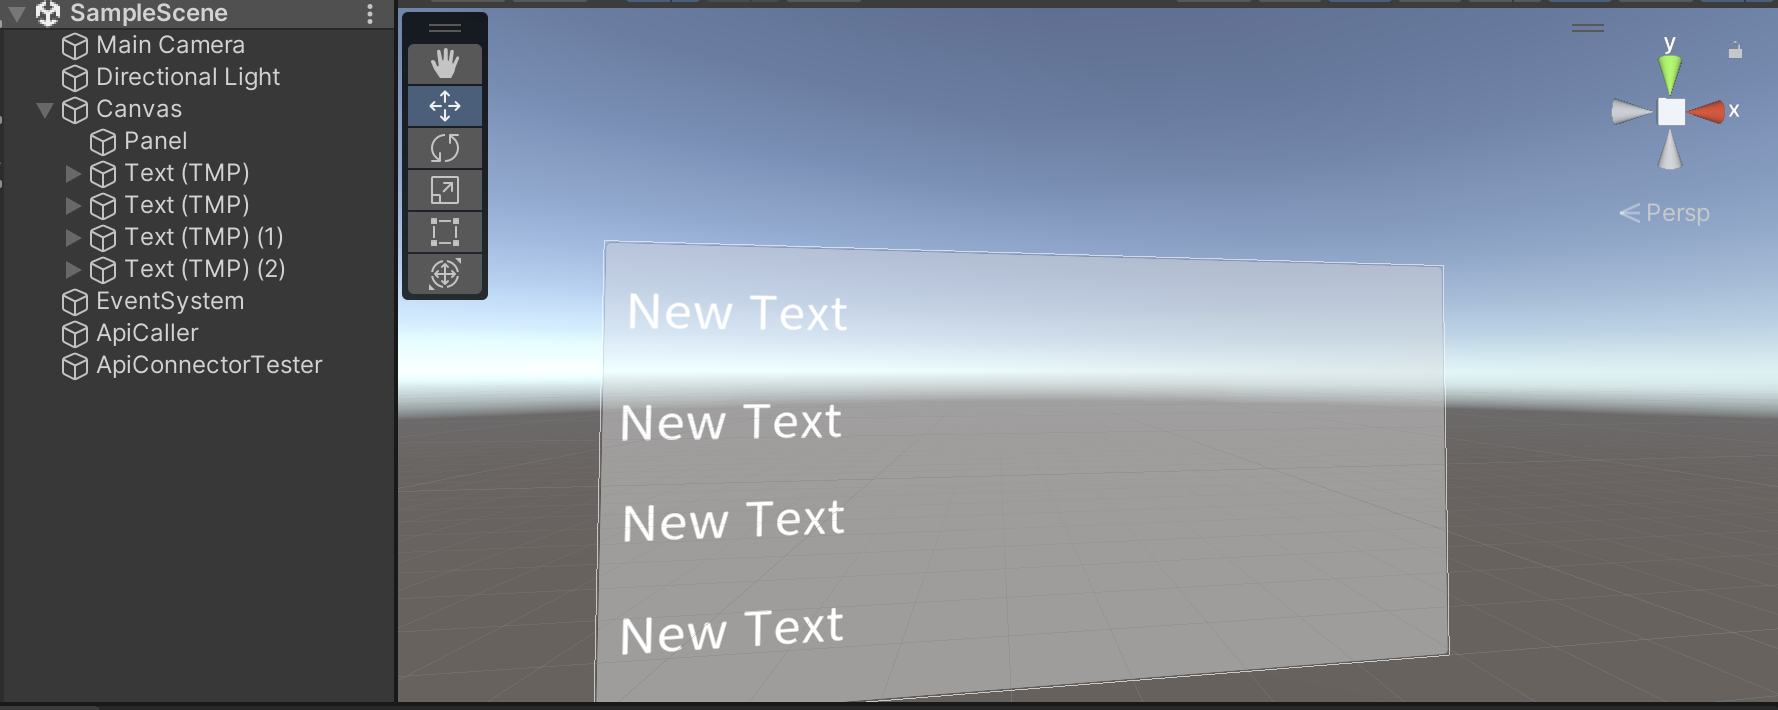 SampleScene
Main Camera
Directional Light
Canvas
Panel
Text (TMP)
Text (TMP)
Text (TMP) (1)
Text (TMP) (2)
EventSystem
ApiCaller
ApiConnectorTester
y
x
Persp
New Text
New Text
New Text
New Text